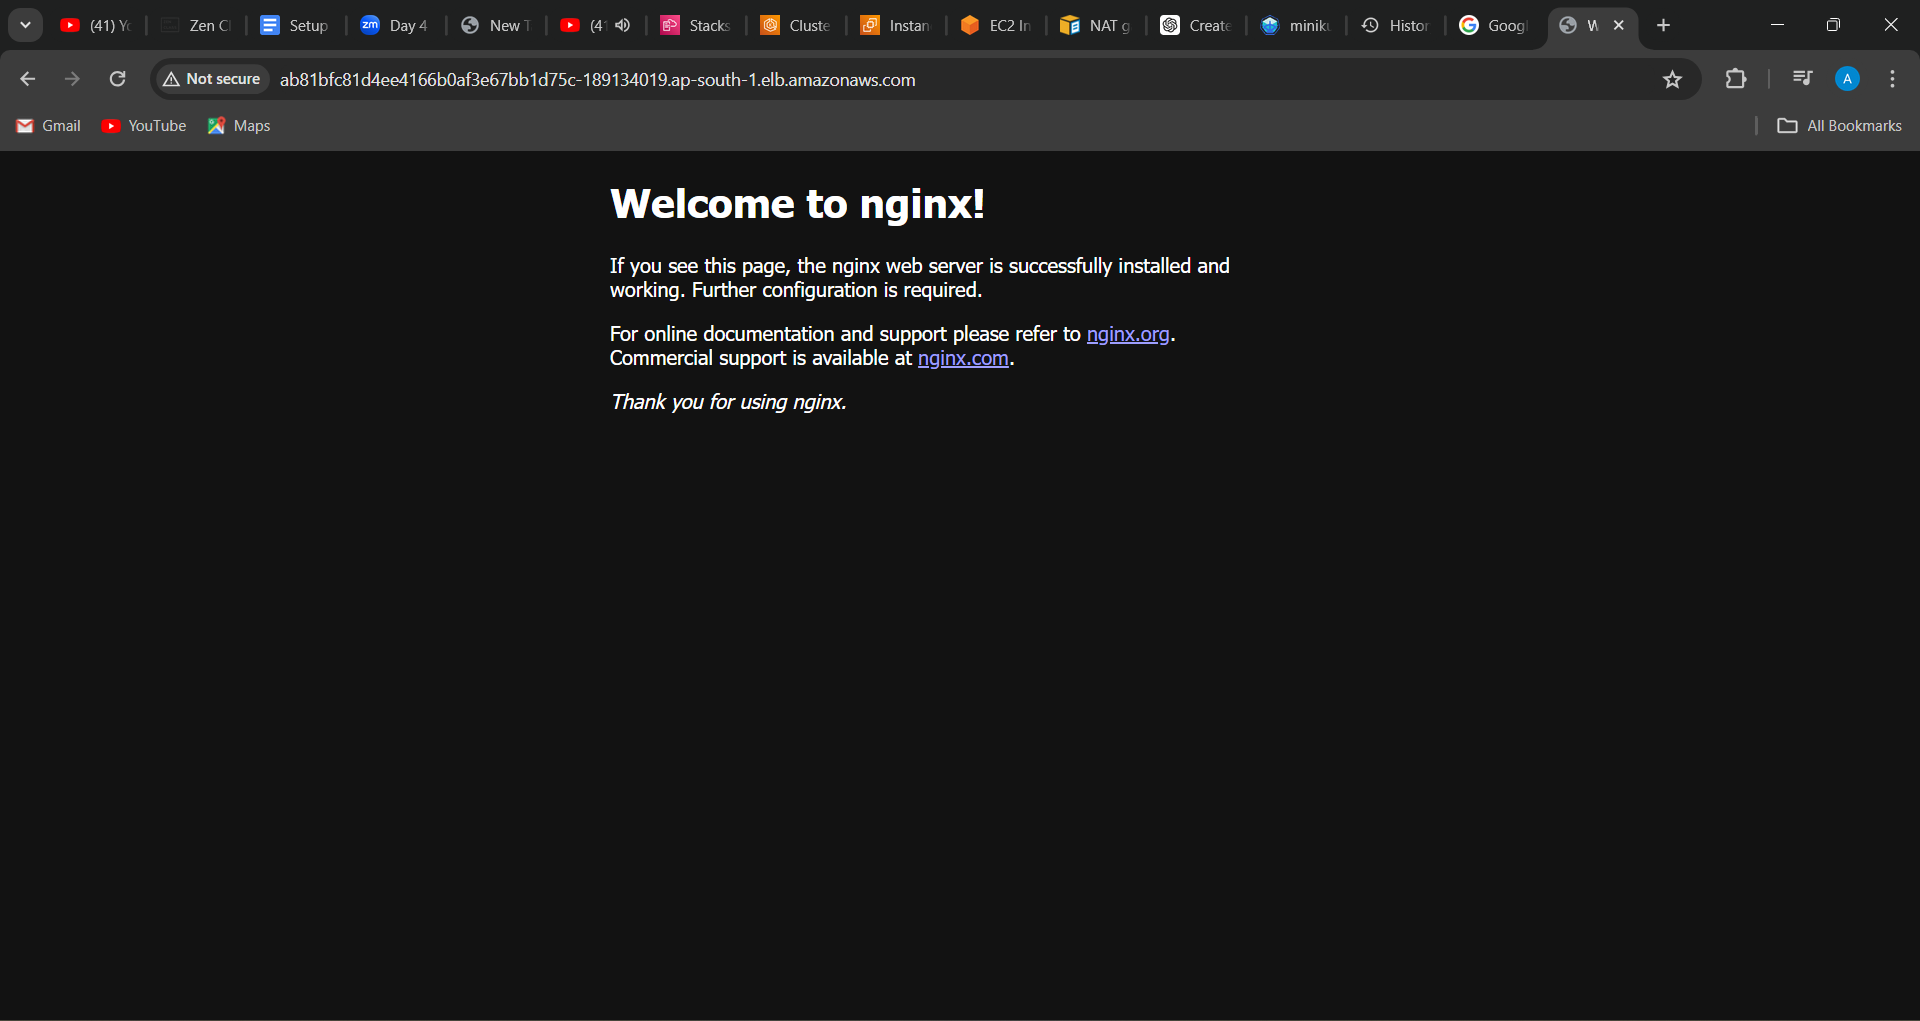 (41) Y
Zen C
Setup
zm
Day 4
New T
(41
Stacks
Cluste
Instan
EC2 In
NAT g
Create
minik
Histor
Googl
W
Not secure
ab81bfc81d4ee4166b0af3e67bb1d75c-189134019.ap-south-1.elb.amazonaws.com
A
Gmail
YouTube
Maps
All Bookmarks
Welcome to nginx!
If you see this page, the nginx web server is successfully installed and
working. Further configuration is required.
For online documentation and support please refer to nginx.org.
Commercial support is available at nginx.com.
Thank you for using nginx.